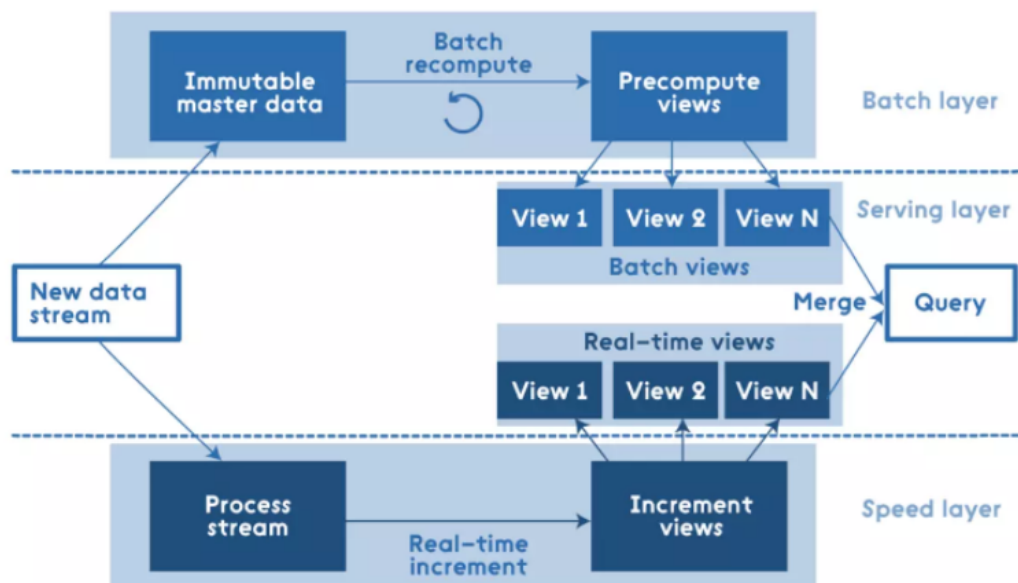 Immutable
master data
Batch
recompute
Precompute
views
Batch layer
View 1
View 2
View N
Serving layer
Batch views
New data
stream
Merge
Query
Real-time views
View 1
View 2
View N
Process
stream
Real-time
increment
Increment
views
Speed layer